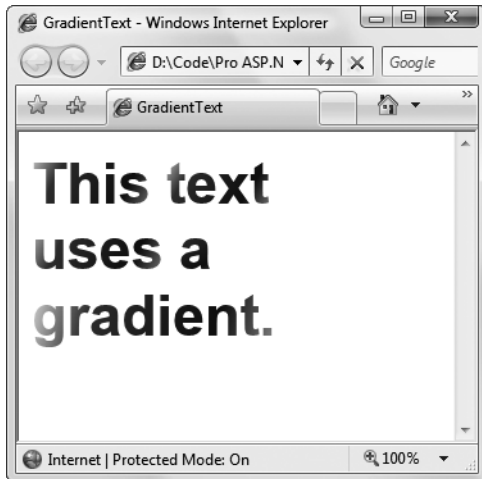 GradientText - Windows Internet Explorer
D:\Code\Pro ASP.N
Google
GradientText
This text
uses a
gradient.
Internet | Protected Mode: On
100%